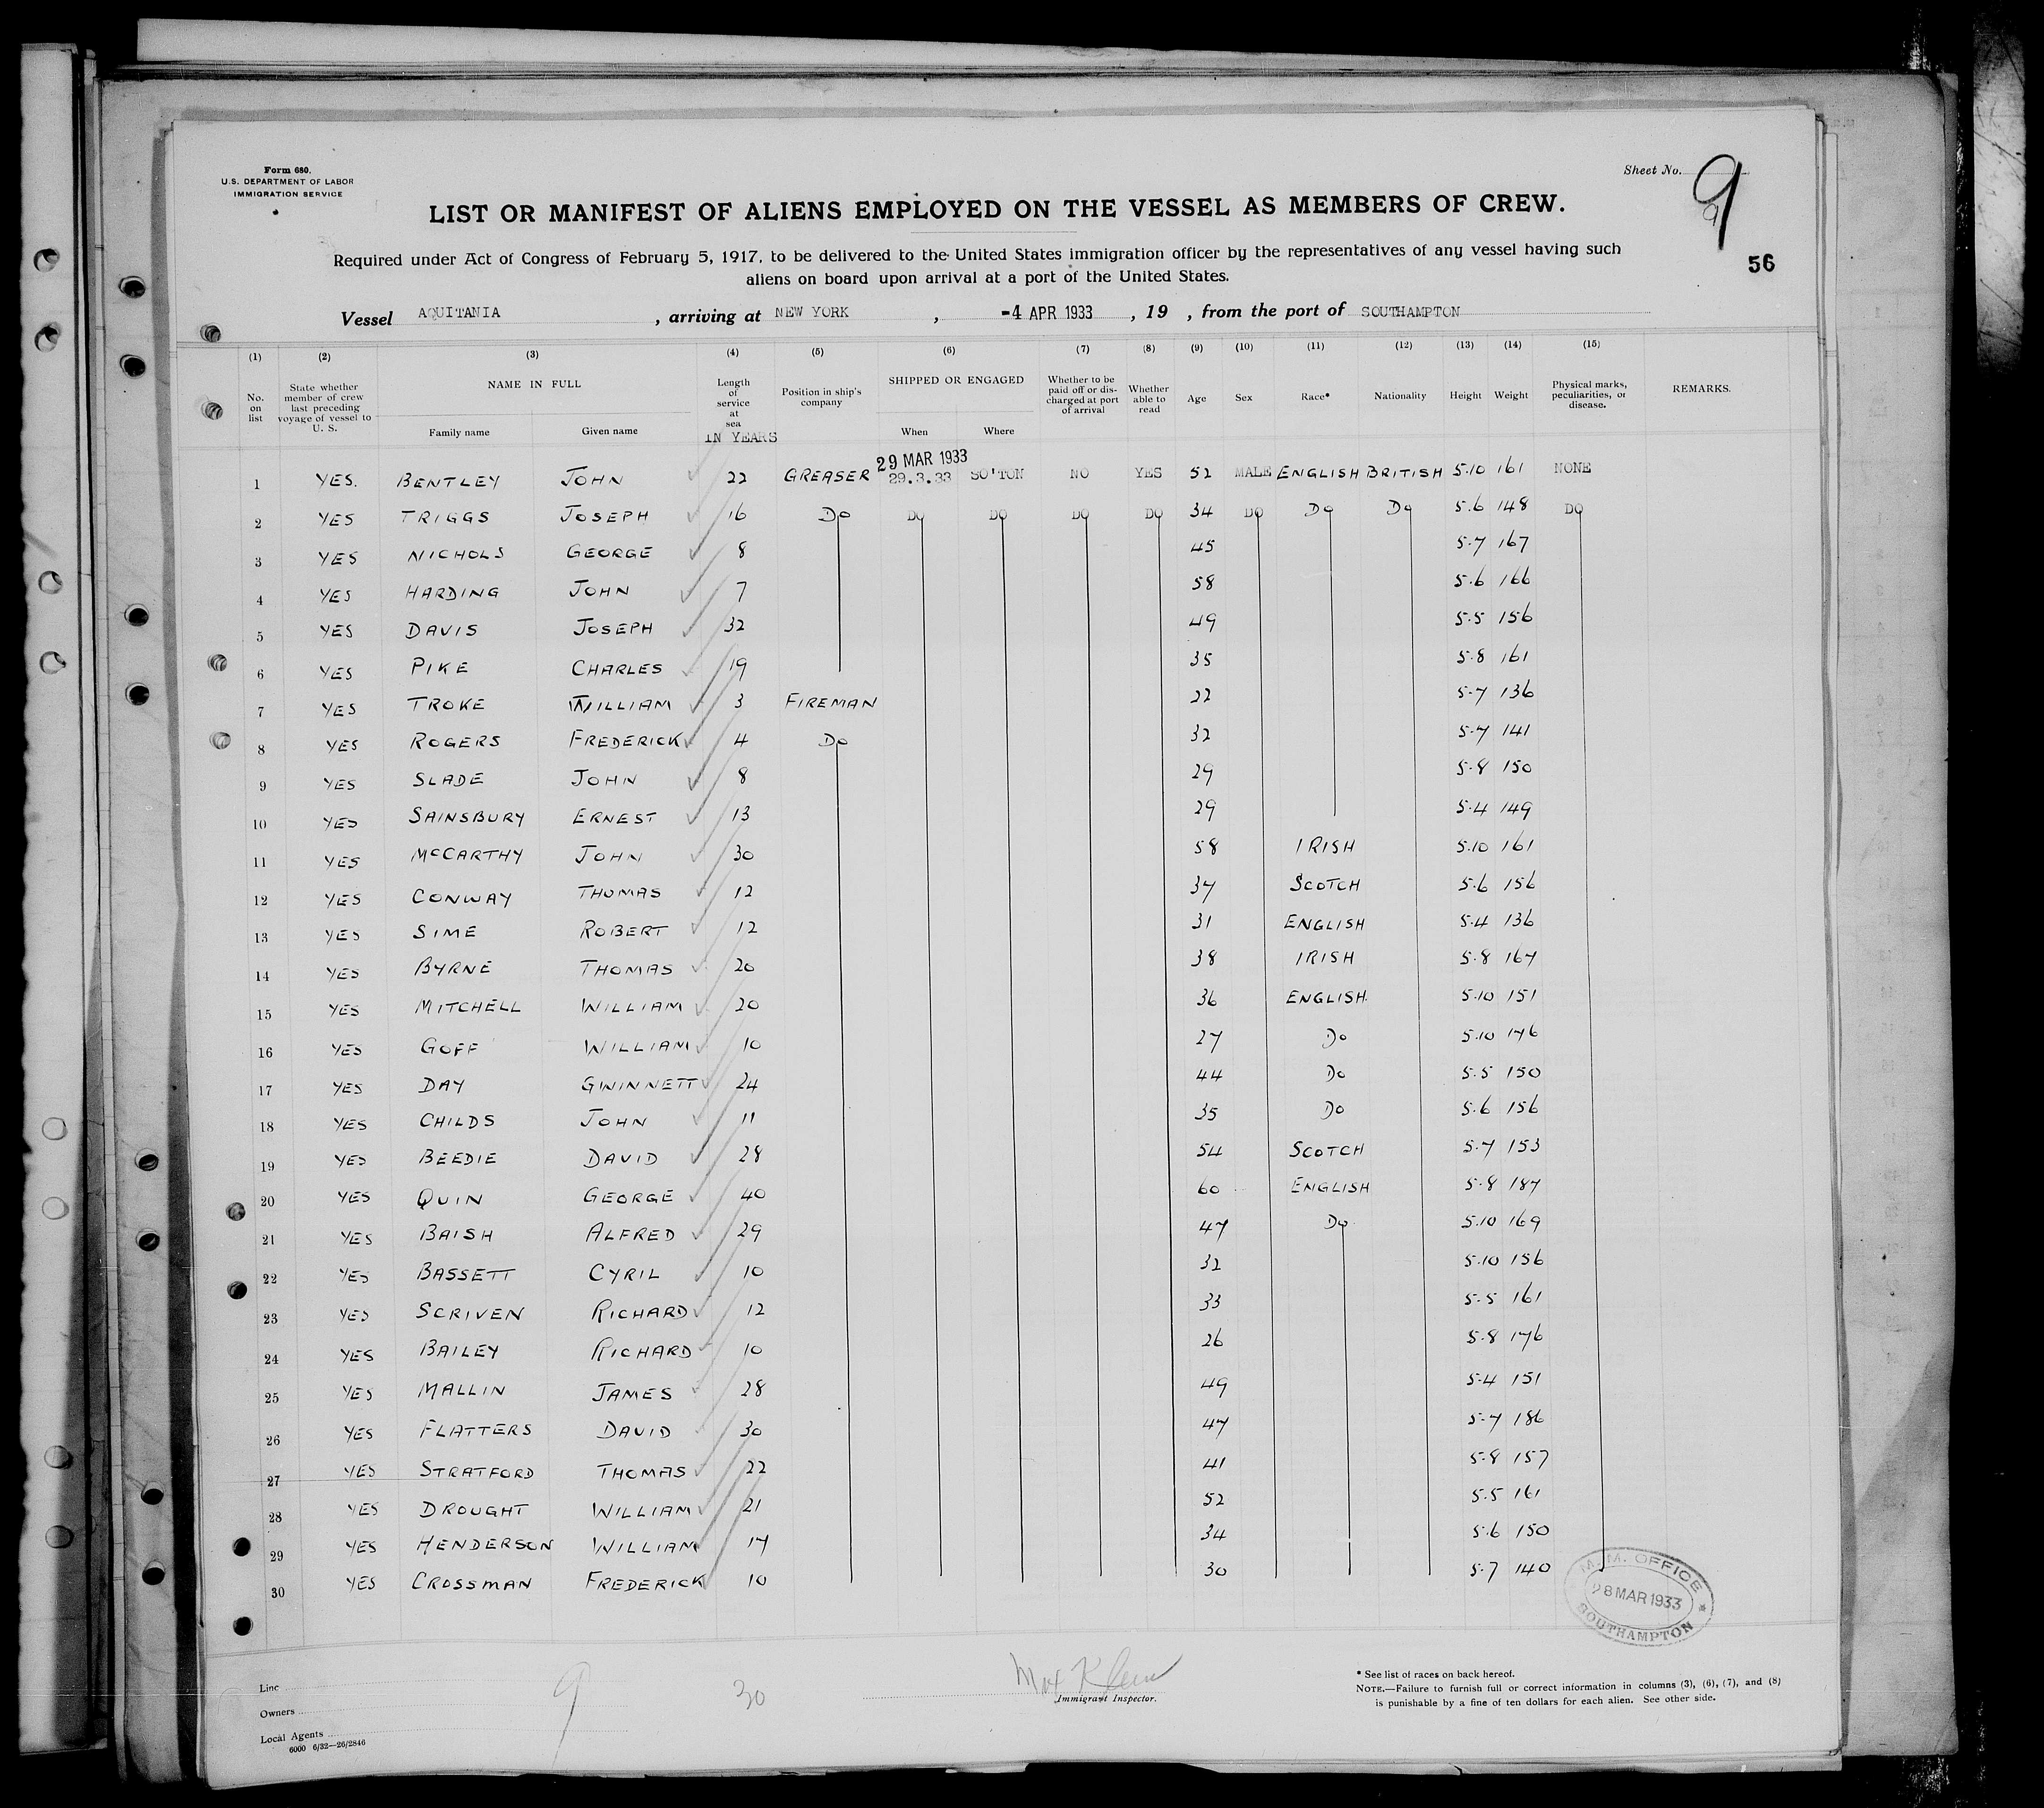 Form 680.
U.S. DEPARTMENT OF LABOR
IMMIGRATION SERVICE
Sheet No. 9
9
LIST OR MANIFEST OF ALIENS EMPLOYED ON THE VESSEL AS MEMBERS OF CREW.
56
Required under Act of Congress of February 5, 1917, to be delivered to the United States immigration officer by the representatives of any vessel having such
aliens on board upon arrival at a port of the United States.
Vessel AQUITANIA , arriving at NEW YORK , -4 APR 1933 , 19 , from the port of SOUTHAMPTON
(1) (2) (3) (4) (5) (6) (7) (8) (9) (10) (11) (12) (13) (14) (15)
No. on list State whether member of crew last preceding voyage of vessel to U. S. NAME IN FULL Family name Given name Length of service at sea IN YEARS Position in ship's company SHIPPED OR ENGAGED When Where Whether to be paid off or discharged at port of arrival Whether able to read Age Sex Race* Nationality Height Weight Physical marks, peculiarities, or disease. REMARKS.
29 MAR 1933
1 YES. BENTLEY JOHN 22 GREASER 29.3.33 SO'TON NO YES 52 MALE ENGLISH BRITISH 5.10 161 NONE
2 YES TRIGGS JOSEPH 16 DO DO DO DO DO 34 DO DO DO 5.6 148 DO
3 YES NICHOLS GEORGE 8 45 5.7 167
4 YES HARDING JOHN 7 58 5.6 166
5 YES DAVIS JOSEPH 32 49 5.5 156
6 YES PIKE CHARLES 19 35 5.8 161
7 YES TROKE WILLIAM 3 FIREMAN 22 5.7 136
8 YES ROGERS FREDERICK 4 DO 32 5.7 141
9 YES SLADE JOHN 8 29 5.8 150
10 YES SAINSBURY ERNEST 13 29 5.4 149
11 YES McCARTHY JOHN 30 58 IRISH 5.10 161
12 YES CONWAY THOMAS 12 37 SCOTCH 5.6 156
13 YES SIME ROBERT 12 31 ENGLISH 5.4 136
14 YES BYRNE THOMAS 20 38 IRISH 5.8 167
15 YES MITCHELL WILLIAM 20 36 ENGLISH. 5.10 151
16 YES GOFF WILLIAM 10 27 DO 5.10 176
17 YES DAY GWINNETT 24 44 DO 5.5 150
18 YES CHILDS JOHN 11 35 DO 5.6 156
19 YES BEEDIE DAVID 28 54 SCOTCH 5.7 153
20 YES QUIN GEORGE 40 60 ENGLISH 5.8 187
21 YES BAISH ALFRED 29 47 DO 5.10 169
22 YES BASSETT CYRIL 10 32 5.10 156
23 YES SCRIVEN RICHARD 12 33 5.5 161
24 YES BAILEY RICHARD 10 26 5.8 176
25 YES MALLIN JAMES 28 49 5.4 151
26 YES FLATTERS DAVID 30 47 5.7 186
27 YES STRATFORD THOMAS 22 41 5.8 157
28 YES DROUGHT WILLIAM 21 52 5.5 161
29 YES HENDERSON WILLIAM 17 34 5.6 150
30 YES CROSSMAN FREDERICK 10 30 5.7 140
M. M. OFFICE
28 MAR 1933
SOUTHAMPTON
Line
Owners
Local Agents
6000 6/32—26/2846
9
30
Max Klein
Immigrant Inspector.
* See list of races on back hereof.
NOTE.—Failure to furnish full or correct information in columns (3), (6), (7), and (8)
is punishable by a fine of ten dollars for each alien. See other side.